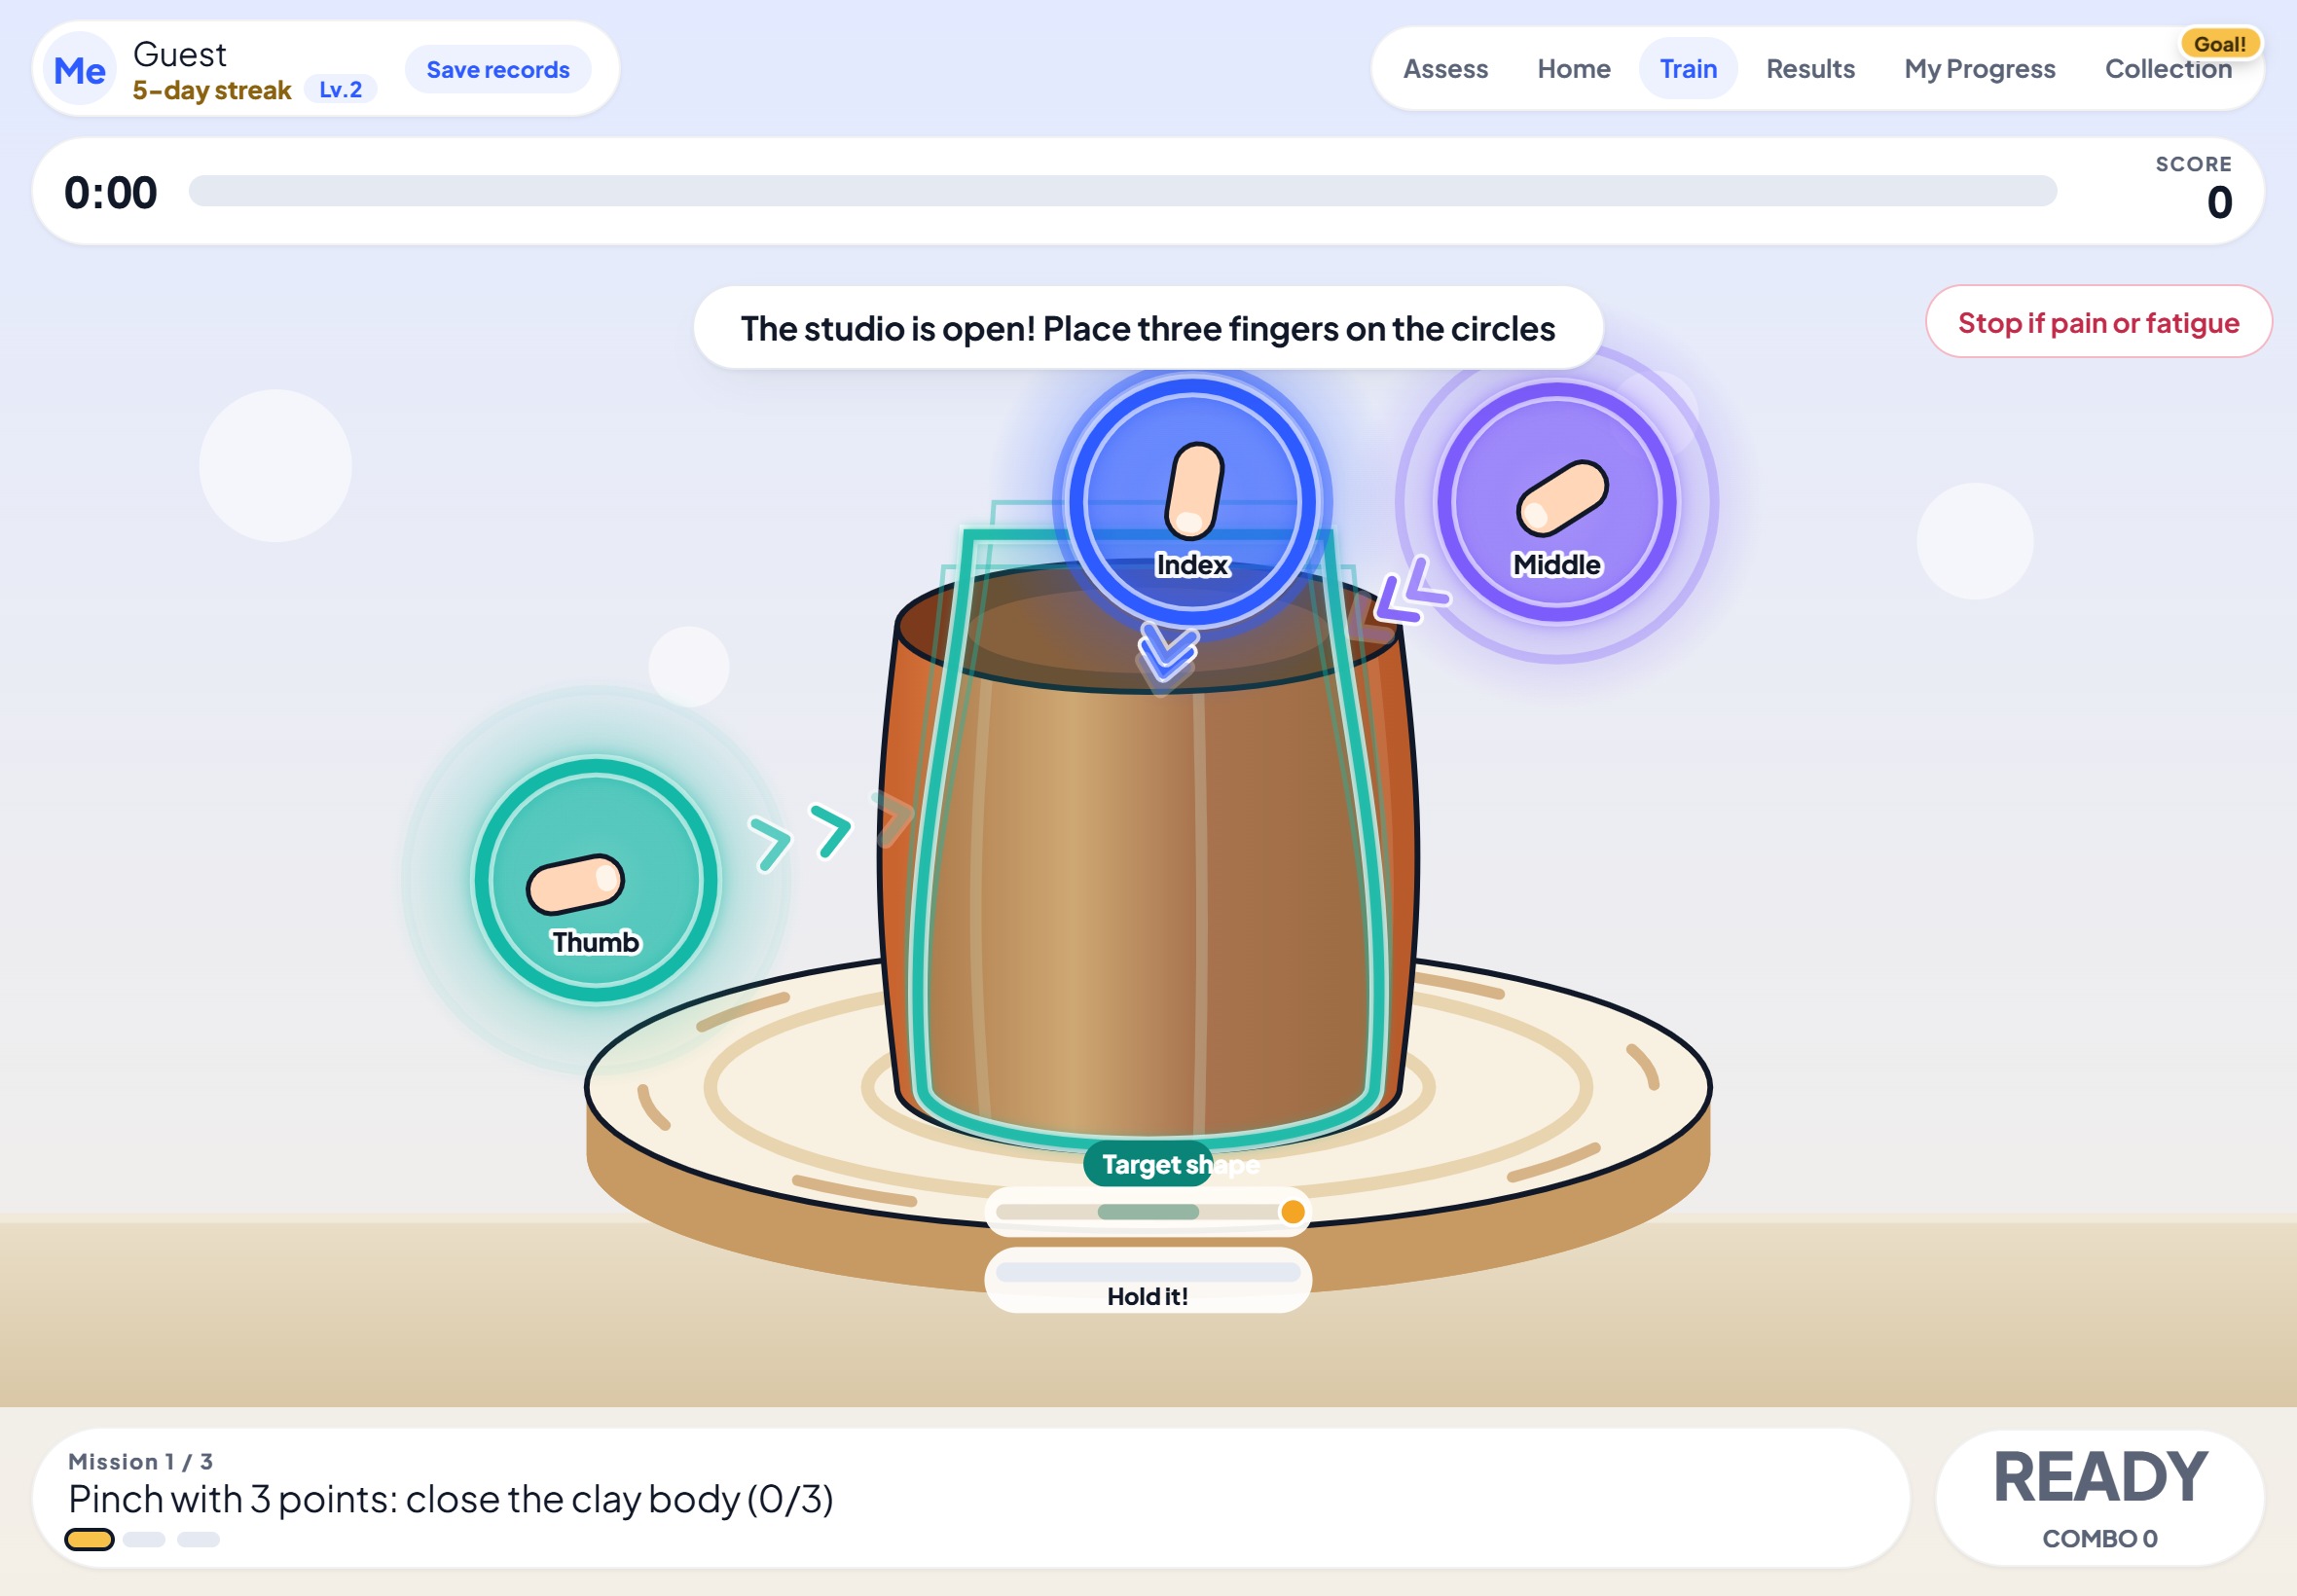 Me
Guest
5-day streak Lv.2
Save records
Assess Home Train Results My Progress Collection
Goal!
0:00
SCORE
0
The studio is open! Place three fingers on the circles
Stop if pain or fatigue
Index
Middle
Thumb
Target shape
Hold it!
Mission 1 / 3
Pinch with 3 points: close the clay body (0/3)
READY
COMBO 0